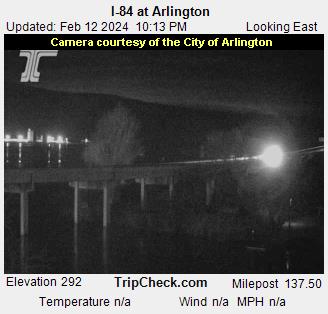 I-84 at Arlington
Updated: Feb 12 2024 10:13 PM Looking East
Camera courtesy of the City of Arlington
Elevation 292 TripCheck.com Milepost 137.50
Temperature n/a Wind n/a MPH n/a